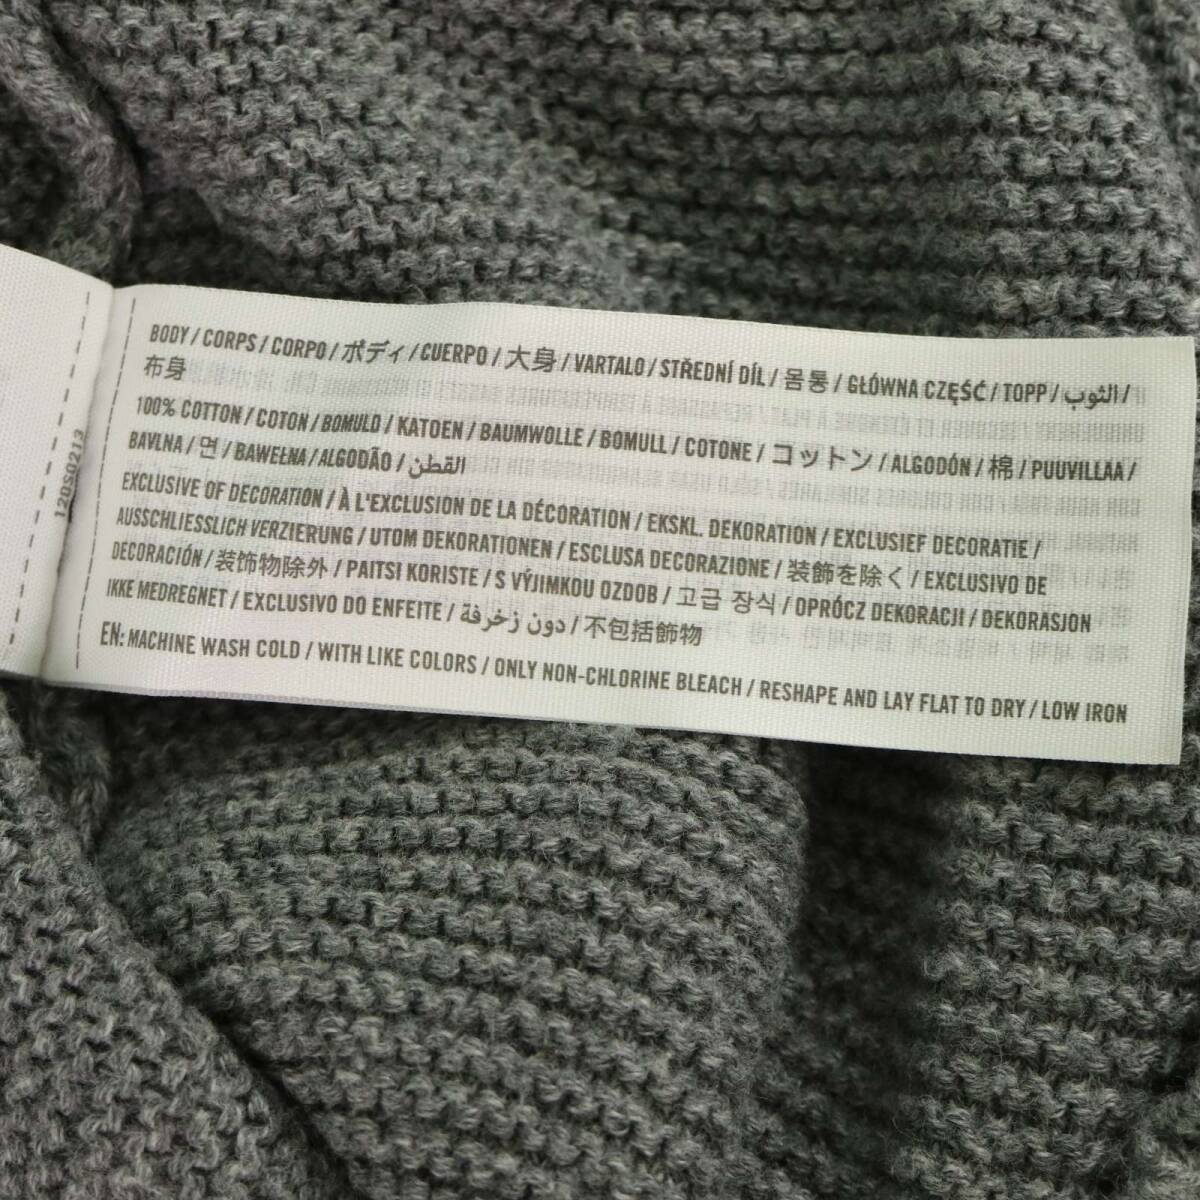 BODY / CORPS / CORPO / ボディ / CUERPO / 大身 / VARTALO / STŘEDNÍ DÍL / 몸통 / GŁÓWNA CZĘŚĆ / TOPP / الثوب /
布身
100% COTTON / COTON / BOMULD / KATOEN / BAUMWOLLE / BOMULL / COTONE / コットン / ALGODÓN / 棉 / PUUVILLAA /
BAVLNA / 면 / BAWEŁNA / ALGODÃO / القطن
EXCLUSIVE OF DECORATION / À L'EXCLUSION DE LA DÉCORATION / EKSKL. DEKORATION / EXCLUSIEF DECORATIE /
AUSSCHLIESSLICH VERZIERUNG / UTOM DEKORATIONEN / ESCLUSA DECORAZIONE / 装飾を除く / EXCLUSIVO DE
DECORACIÓN / 装饰物除外 / PAITSI KORISTE / S VÝJIMKOU OZDOB / 고급 장식 / OPRÓCZ DEKORACJI / DEKORASJON
IKKE MEDREGNET / EXCLUSIVO DO ENFEITE / دون زخرفة / 不包括飾物
EN: MACHINE WASH COLD / WITH LIKE COLORS / ONLY NON-CHLORINE BLEACH / RESHAPE AND LAY FLAT TO DRY / LOW IRON
120S0213